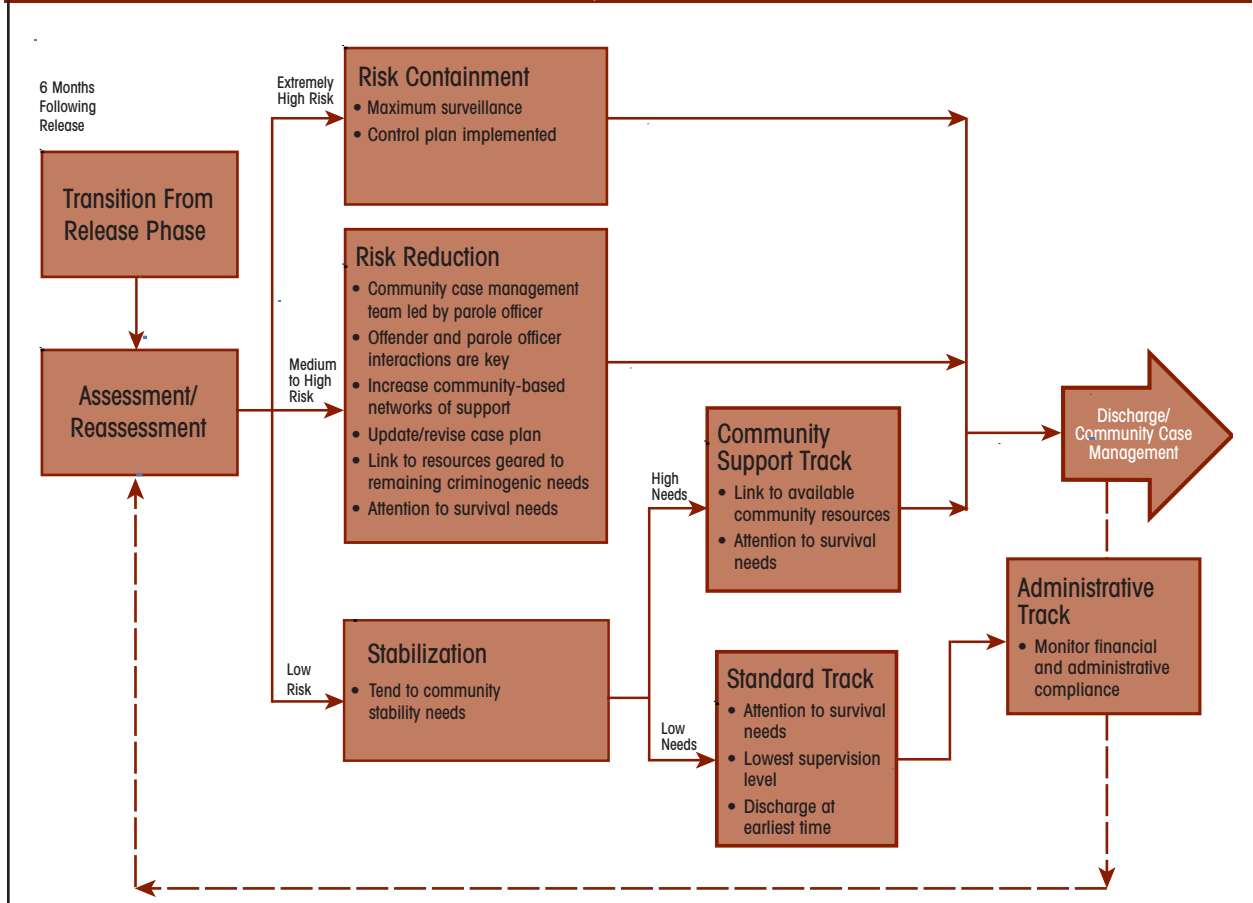 6 Months
Following
Release
Transition From
Release Phase
Assessment/
Reassessment
Extremely
High Risk
Risk Containment
• Maximum surveillance
• Control plan implemented
Medium
to High
Risk
Risk Reduction
• Community case management
team led by parole officer
• Offender and parole officer
interactions are key
• Increase community-based
networks of support
• Update/revise case plan
• Link to resources geared to
remaining criminogenic needs
• Attention to survival needs
Low
Risk
Stabilization
• Tend to community
stability needs
High
Needs
Community
Support Track
• Link to available
community resources
• Attention to survival
needs
Low
Needs
Standard Track
• Attention to survival
needs
• Lowest supervision
level
• Discharge at
earliest time
Discharge/
Community Case
Management
Administrative
Track
• Monitor financial
and administrative
compliance